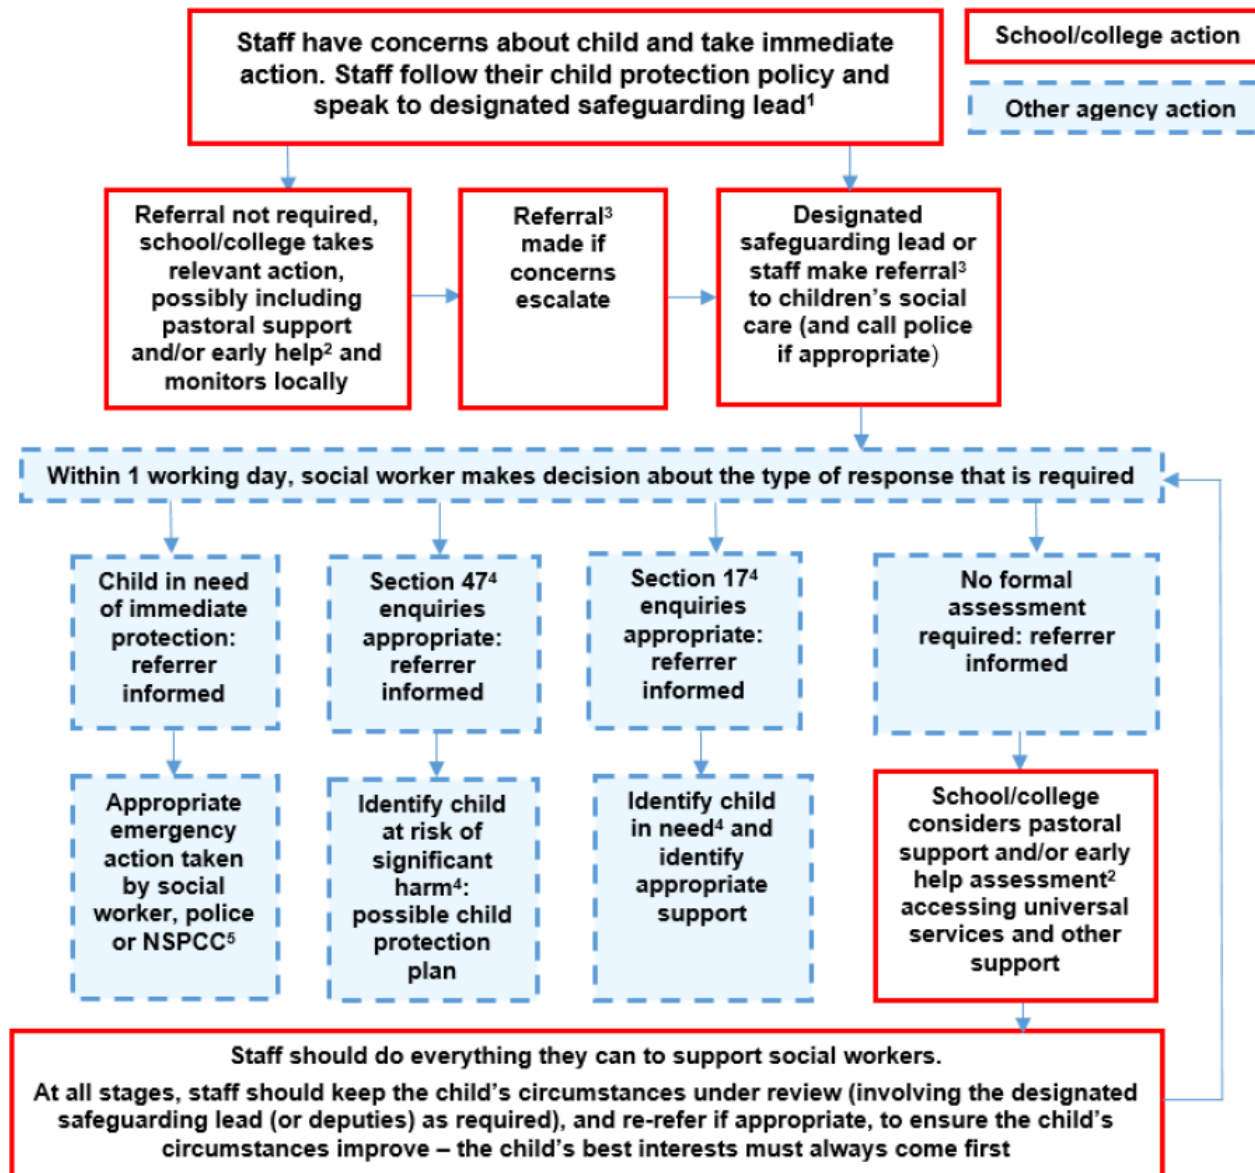 Staff have concerns about child and take immediate
action. Staff follow their child protection policy and
speak to designated safeguarding lead¹
School/college action
Other agency action
Referral not required,
school/college takes
relevant action,
possibly including
pastoral support
and/or early help² and
monitors locally
Referral³
made if
concerns
escalate
Designated
safeguarding lead or
staff make referral³
to children’s social
care (and call police
if appropriate)
Within 1 working day, social worker makes decision about the type of response that is required
Child in need
of immediate
protection:
referrer
informed
Section 47⁴
enquiries
appropriate:
referrer
informed
Section 17⁴
enquiries
appropriate:
referrer
informed
No formal
assessment
required: referrer
informed
Appropriate
emergency
action taken
by social
worker, police
or NSPCC⁵
Identify child
at risk of
significant
harm⁴:
possible child
protection
plan
Identify child
in need⁴ and
identify
appropriate
support
School/college
considers pastoral
support and/or early
help assessment²
accessing universal
services and other
support
Staff should do everything they can to support social workers.
At all stages, staff should keep the child’s circumstances under review (involving the designated
safeguarding lead (or deputies) as required), and re-refer if appropriate, to ensure the child’s
circumstances improve – the child’s best interests must always come first